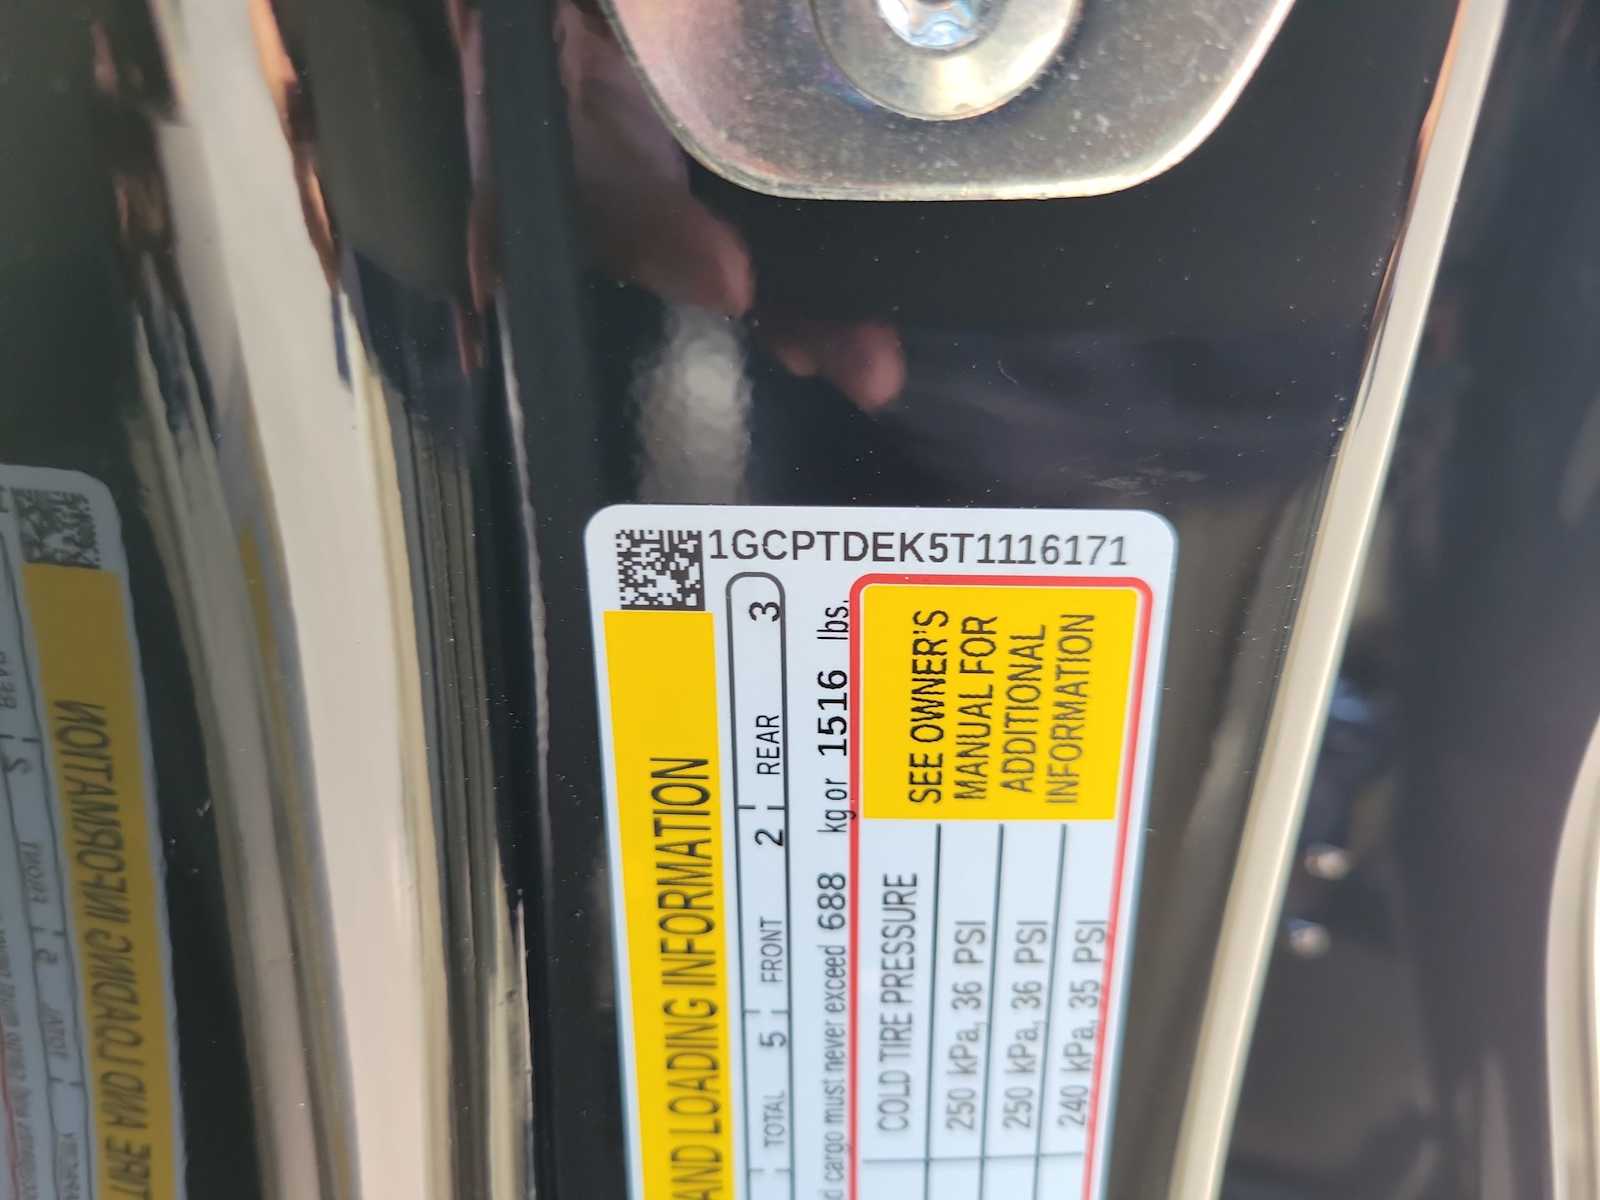 1GCPTDEK5T1116171
AND LOADING INFORMATION
TOTAL 5 FRONT 2 REAR 3
cargo must never exceed 688 kg or 1516 lbs.
COLD TIRE PRESSURE
250 kPa, 36 PSI
250 kPa, 36 PSI
240 kPa, 35 PSI
SEE OWNER'S
MANUAL FOR
ADDITIONAL
INFORMATION